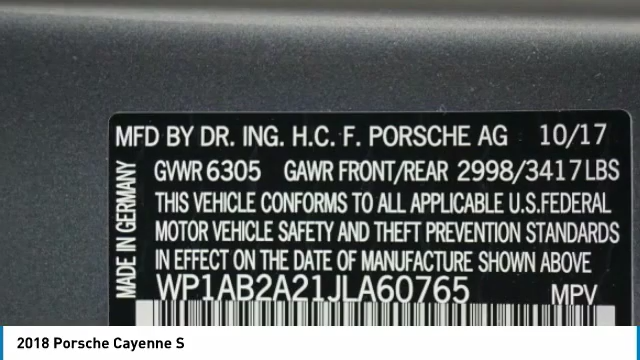 MFD BY DR. ING. H.C. F. PORSCHE AG 10/17
GVWR 6305 GAWR FRONT/REAR 2998/3417 LBS
THIS VEHICLE CONFORMS TO ALL APPLICABLE U.S.FEDERAL
MOTOR VEHICLE SAFETY AND THEFT PREVENTION STANDARDS
IN EFFECT ON THE DATE OF MANUFACTURE SHOWN ABOVE
WP1AB2A21JLA60765 MPV
MADE IN GERMANY
2018 Porsche Cayenne S